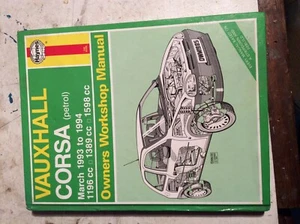 Haynes
VAUXHALL
CORSA (petrol)
March 1993 to 1994
1196 cc □ 1389 cc □ 1598 cc
Owners Workshop Manual